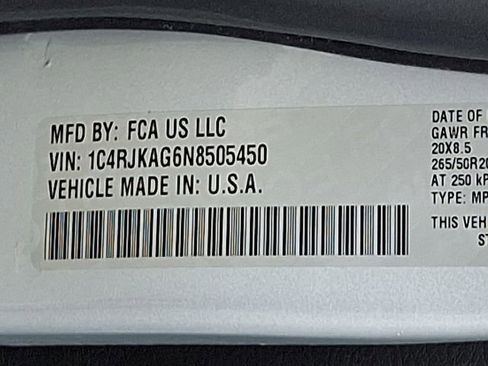 MFD BY: FCA US LLC
VIN: 1C4RJKAG6N8505450
VEHICLE MADE IN: U.S.A.
DATE OF
GAWR FR
20X8.5
265/50R20
AT 250 kP
TYPE: MP
THIS VEH
ST